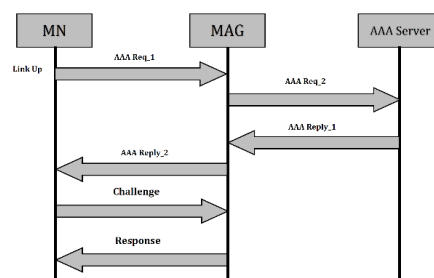 MN
MAG
AAA Server
Link Up
AAA Req_1
AAA Req_2
AAA Reply_1
AAA Reply_2
Challenge
Response